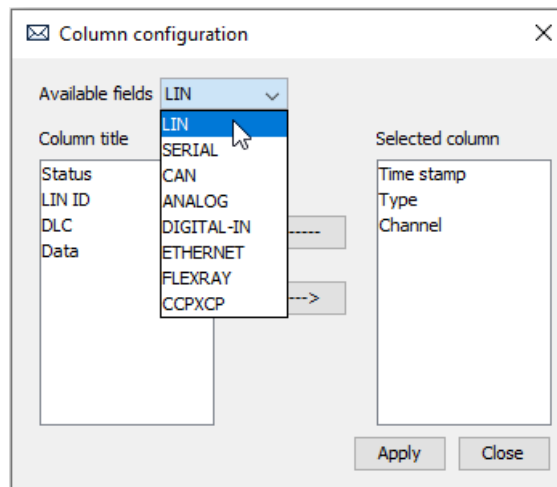 Column configuration
Available fields LIN
Column title
Selected column
LIN
SERIAL
CAN
ANALOG
DIGITAL-IN
ETHERNET
FLEXRAY
CCPXCP
Status
LIN ID
DLC
Data
-----
--->
Time stamp
Type
Channel
Apply
Close